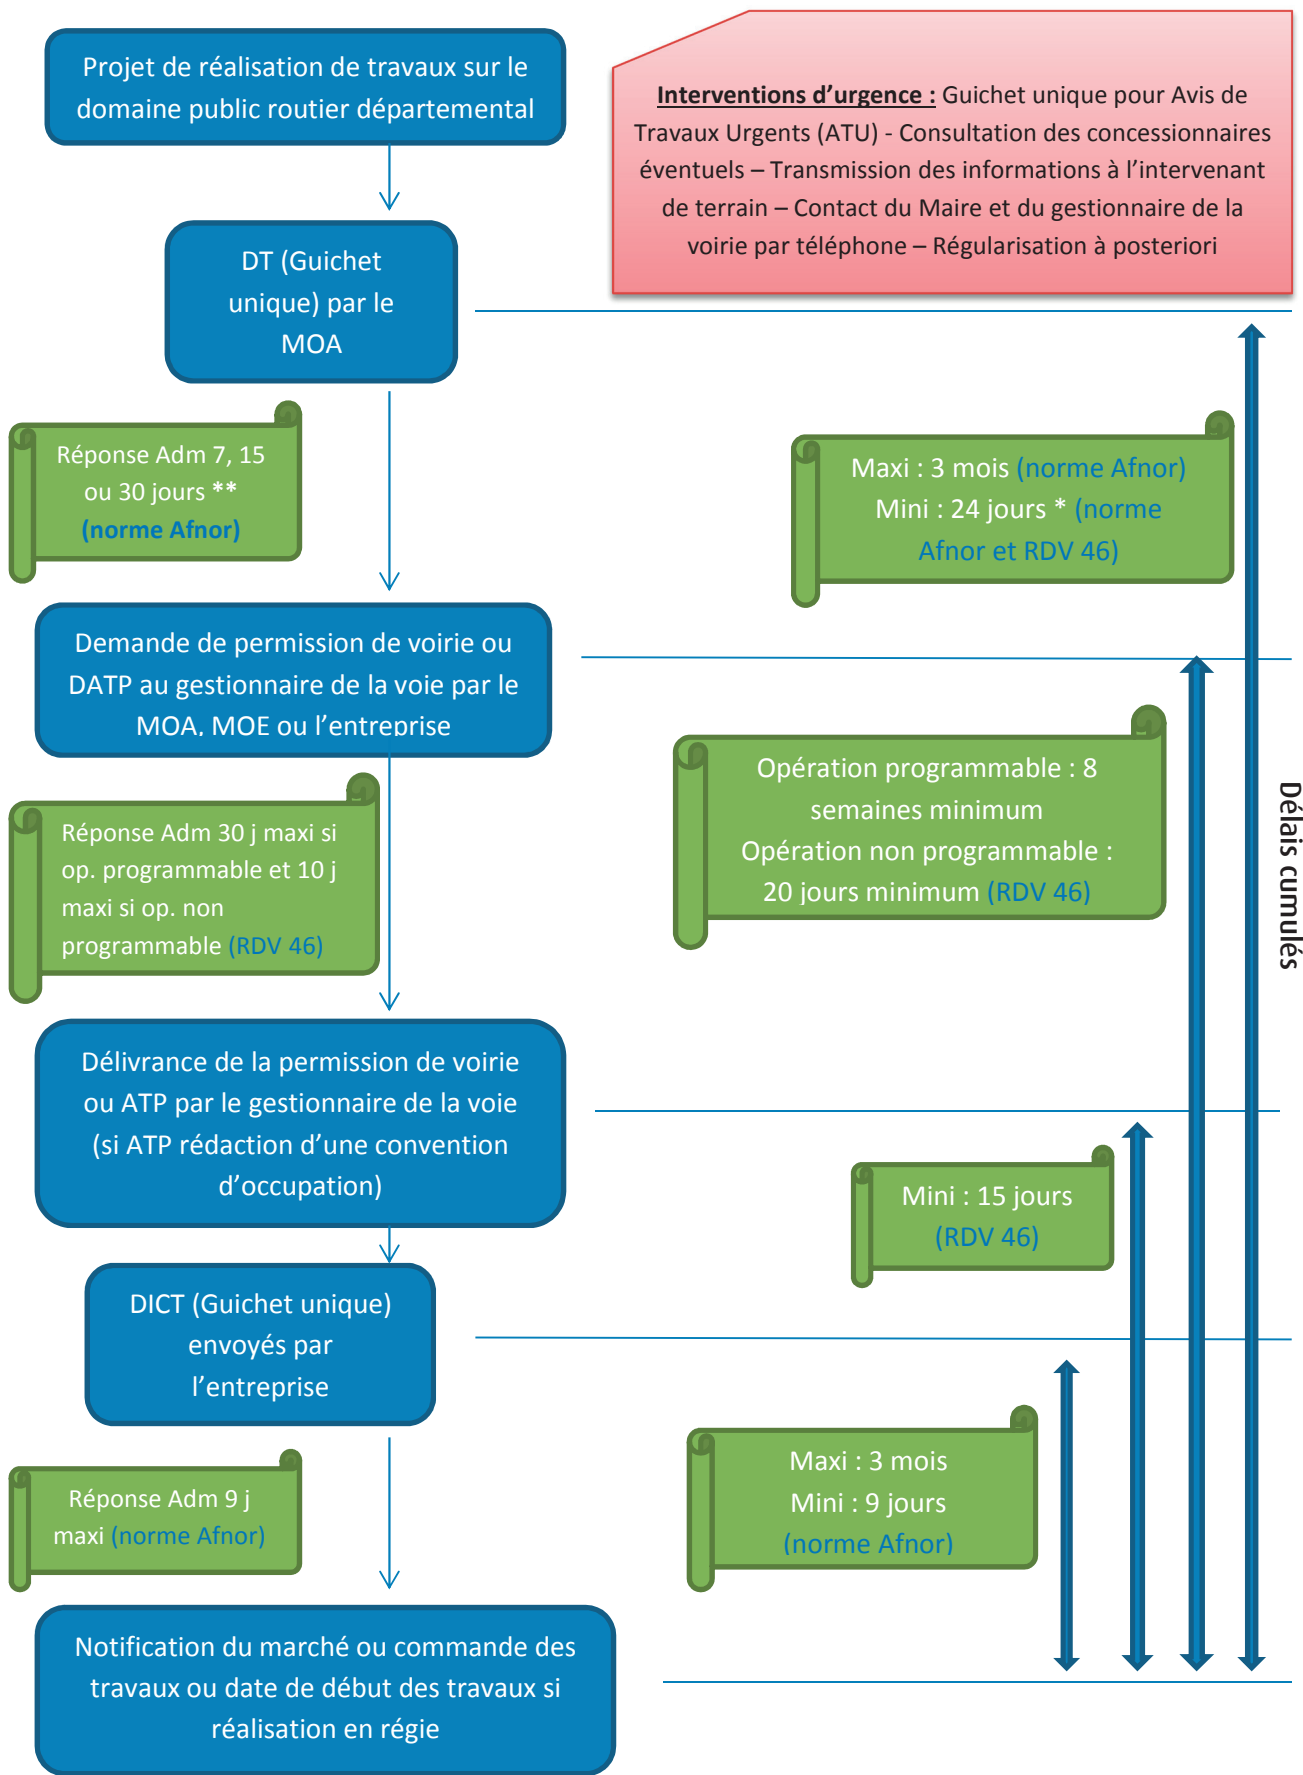 Projet de réalisation de travaux sur le
domaine public routier départemental
Interventions d’urgence : Guichet unique pour Avis de
Travaux Urgents (ATU) - Consultation des concessionnaires
éventuels – Transmission des informations à l’intervenant
de terrain – Contact du Maire et du gestionnaire de la
voirie par téléphone – Régularisation à posteriori
DT (Guichet
unique) par le
MOA
Réponse Adm 7, 15
ou 30 jours **
(norme Afnor)
Maxi : 3 mois (norme Afnor)
Mini : 24 jours * (norme
Afnor et RDV 46)
Demande de permission de voirie ou
DATP au gestionnaire de la voie par le
MOA, MOE ou l’entreprise
Opération programmable : 8
semaines minimum
Opération non programmable :
20 jours minimum (RDV 46)
Délais cumulés
Réponse Adm 30 j maxi si
op. programmable et 10 j
maxi si op. non
programmable (RDV 46)
Délivrance de la permission de voirie
ou ATP par le gestionnaire de la voie
(si ATP rédaction d’une convention
d’occupation)
Mini : 15 jours
(RDV 46)
DICT (Guichet unique)
envoyés par
l’entreprise
Maxi : 3 mois
Mini : 9 jours
(norme Afnor)
Réponse Adm 9 j
maxi (norme Afnor)
Notification du marché ou commande des
travaux ou date de début des travaux si
réalisation en régie